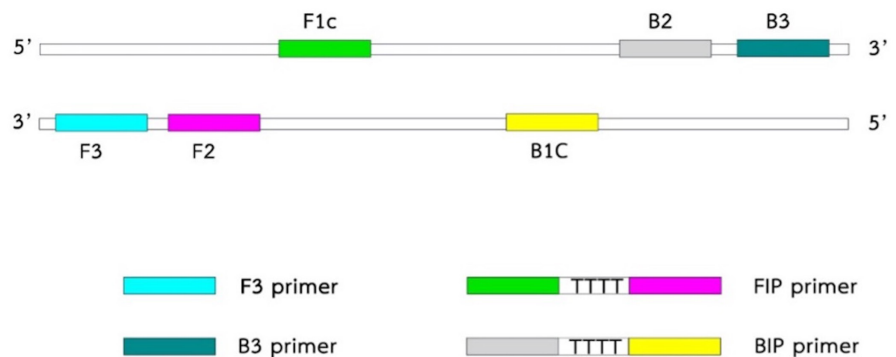 F1c B2 B3
5’ 3’
3’ 5’
F3 F2 B1C
F3 primer TTTT FIP primer
B3 primer TTTT BIP primer